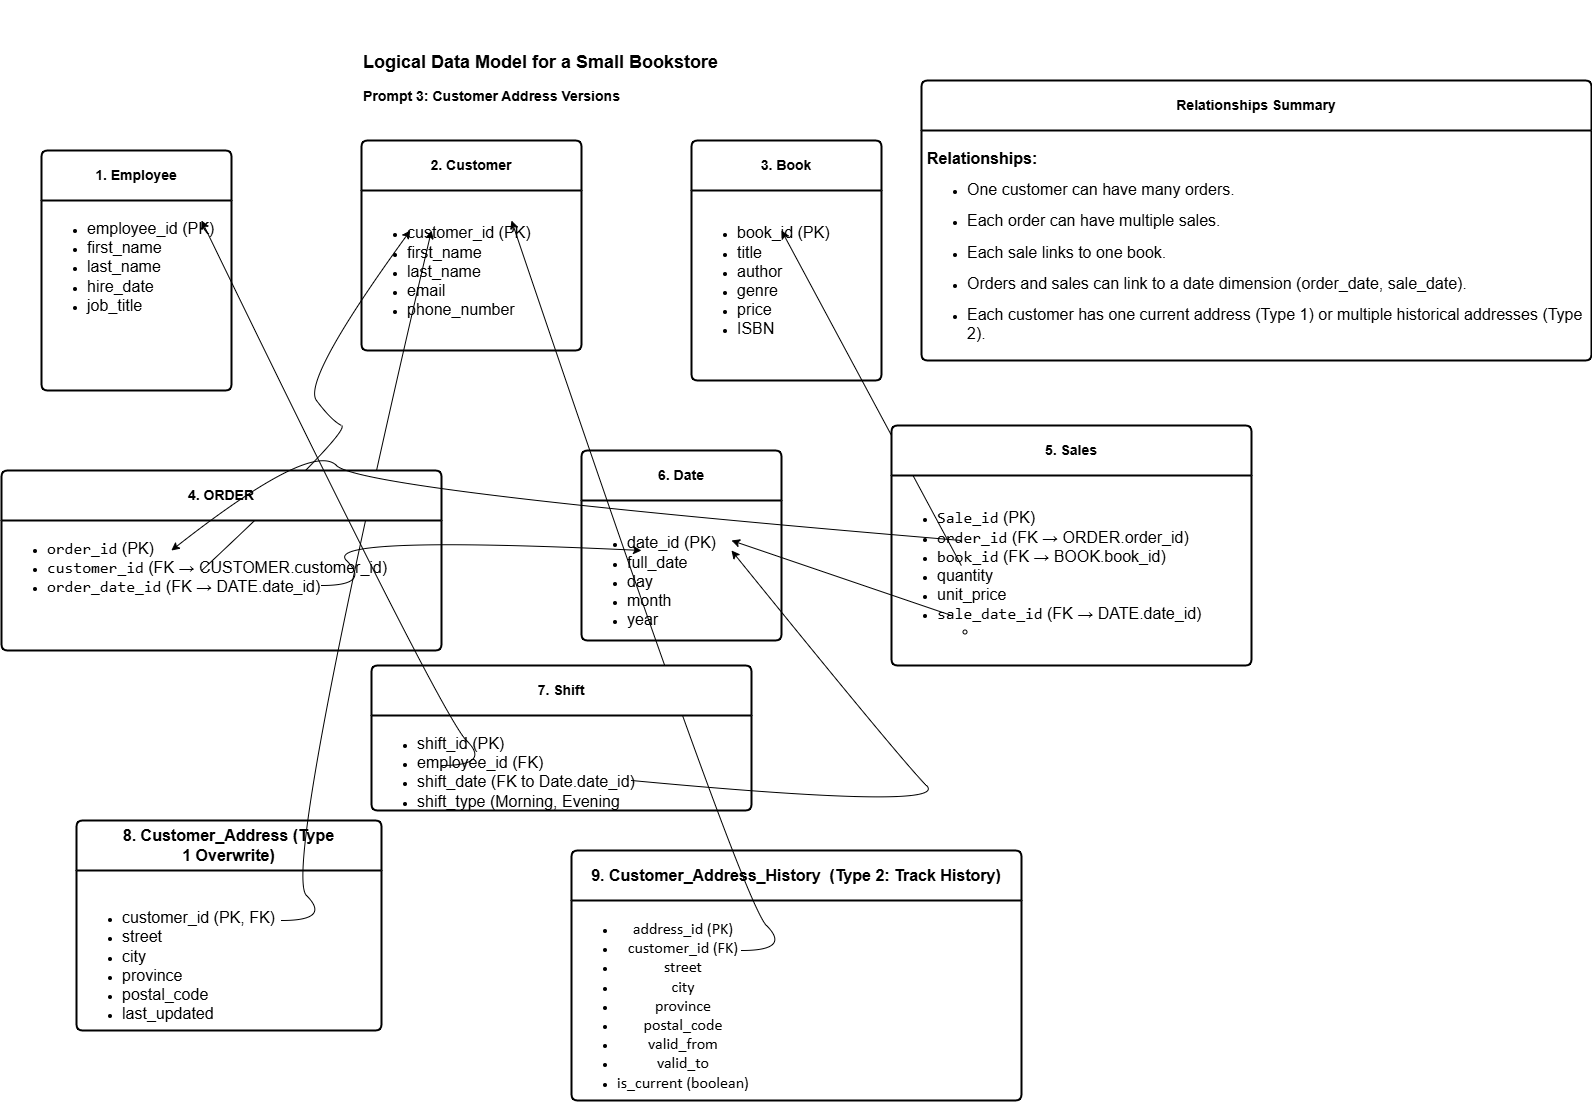 Logical Data Model for a Small Bookstore
Prompt 3: Customer Address Versions
Relationships Summary
Relationships:
One customer can have many orders.
Each order can have multiple sales.
Each sale links to one book.
Orders and sales can link to a date dimension (order_date, sale_date).
Each customer has one current address (Type 1) or multiple historical addresses (Type
2).
1. Employee
employee_id (PK)
first_name
last_name
hire_date
job_title
2. Customer
customer_id (PK)
first_name
last_name
email
phone_number
3. Book
book_id (PK)
title
author
genre
price
ISBN
4. ORDER
order_id (PK)
customer_id (FK → CUSTOMER.customer_id)
order_date_id (FK → DATE.date_id)
5. Sales
Sale_id (PK)
order_id (FK → ORDER.order_id)
book_id (FK → BOOK.book_id)
quantity
unit_price
sale_date_id (FK → DATE.date_id)
6. Date
date_id (PK)
full_date
day
month
year
7. Shift
shift_id (PK)
employee_id (FK)
shift_date (FK to Date.date_id)
shift_type (Morning, Evening
8. Customer_Address (Type
1 Overwrite)
customer_id (PK, FK)
street
city
province
postal_code
last_updated
9. Customer_Address_History (Type 2: Track History)
address_id (PK)
customer_id (FK)
street
city
province
postal_code
valid_from
valid_to
is_current (boolean)